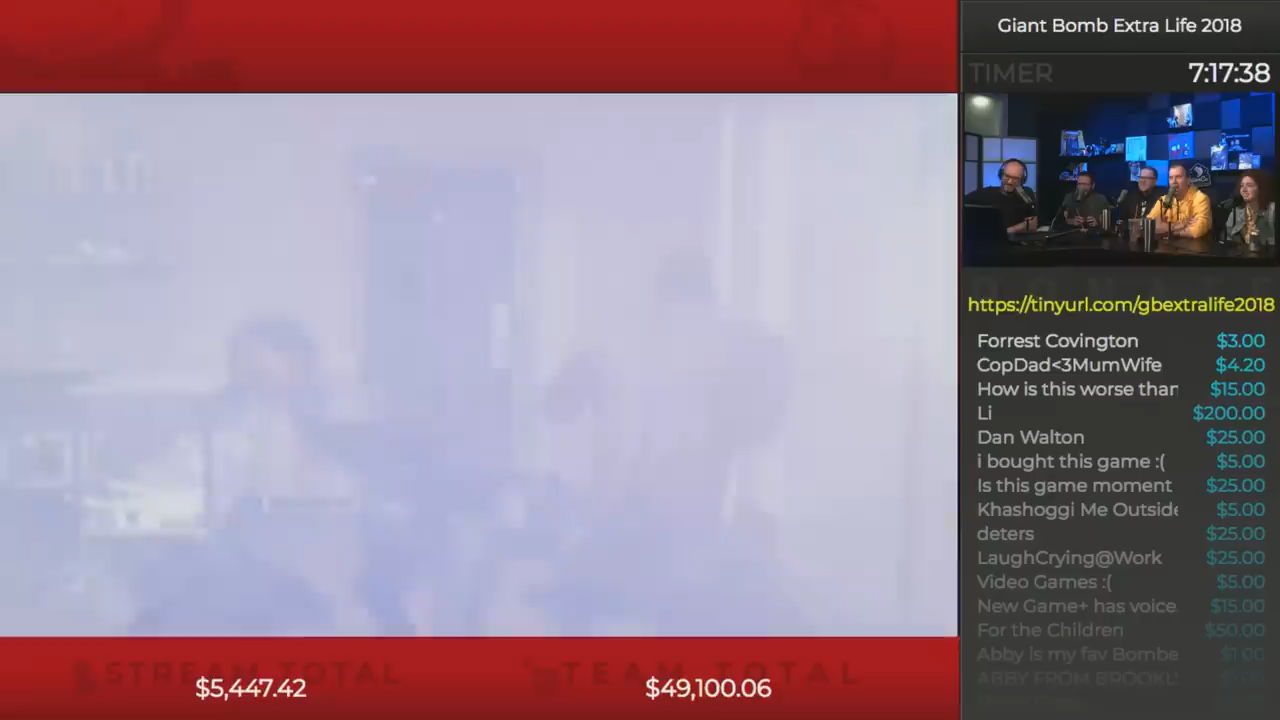 Giant Bomb Extra Life 2018
TIMER 7:17:38
https://tinyurl.com/gbextralife2018
Forrest Covington $3.00
CopDad<3MumWife $4.20
How is this worse than $15.00
Li $200.00
Dan Walton $25.00
i bought this game :( $5.00
Is this game moment $25.00
Khashoggi Me Outside $5.00
deters $25.00
LaughCrying@Work $25.00
Video Games :( $5.00
New Game+ has voice $15.00
For the Children $50.00
Abby is my fav Bombe $1.00
ABBY FROM BROOKL
STREAM TOTAL
$5,447.42
TEAM TOTAL
$49,100.06